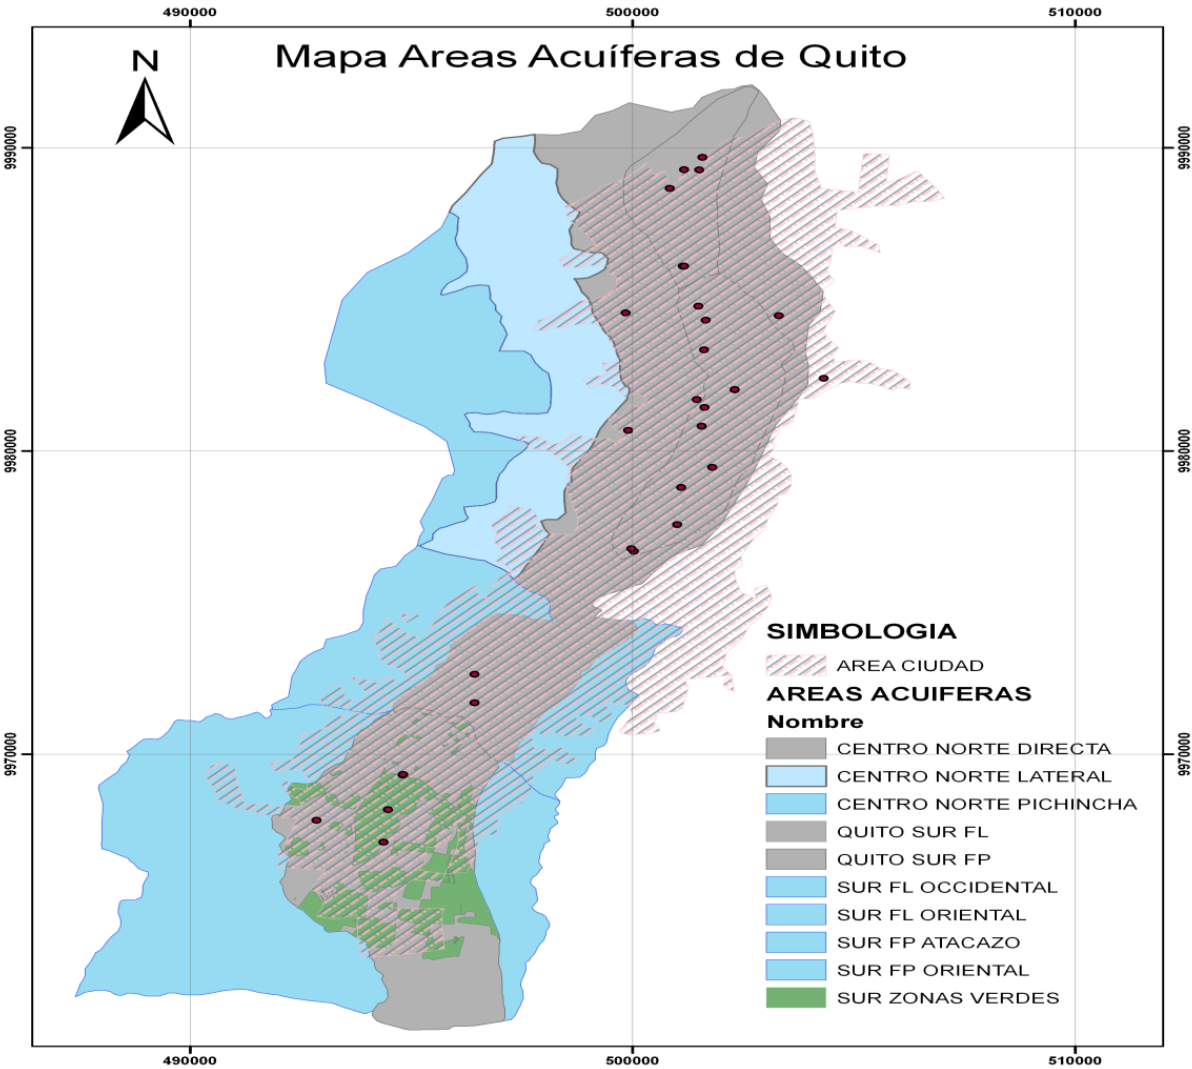 490000 500000 510000
N
Mapa Areas Acuíferas de Quito
9990000 9990000
9980000 9980000
SIMBOLOGIA
AREA CIUDAD
AREAS ACUIFERAS
Nombre
CENTRO NORTE DIRECTA
9970000 9970000
CENTRO NORTE LATERAL
CENTRO NORTE PICHINCHA
QUITO SUR FL
QUITO SUR FP
SUR FL OCCIDENTAL
SUR FL ORIENTAL
SUR FP ATACAZO
SUR FP ORIENTAL
SUR ZONAS VERDES
490000 500000 510000